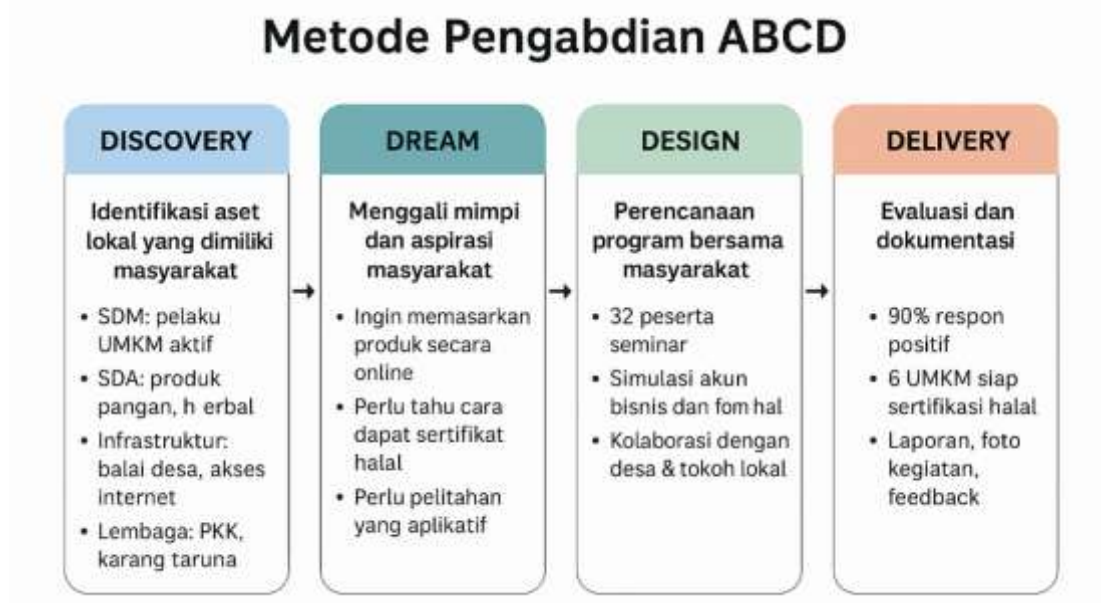 Metode Pengabdian ABCD
DISCOVERY
Identifikasi aset
lokal yang dimiliki
masyarakat
• SDM: pelaku
UMKM aktif
• SDA: produk
pangan, h erbal
• Infrastruktur:
balai desa, akses
internet
• Lembaga: PKK,
karang taruna
→
DREAM
Menggali mimpi
dan aspirasi
masyarakat
• Ingin memasarkan
produk secara
online
• Perlu tahu cara
dapat sertifikat
halal
• Perlu pelitahan
yang aplikatif
→
DESIGN
Perencanaan
program bersama
masyarakat
• 32 peserta
seminar
• Simulasi akun
bisnis dan fom hal
• Kolaborasi dengan
desa & tokoh lokal
→
DELIVERY
Evaluasi dan
dokumentasi
• 90% respon
positif
• 6 UMKM siap
sertifikasi halal
• Laporan, foto
kegiatan,
feedback